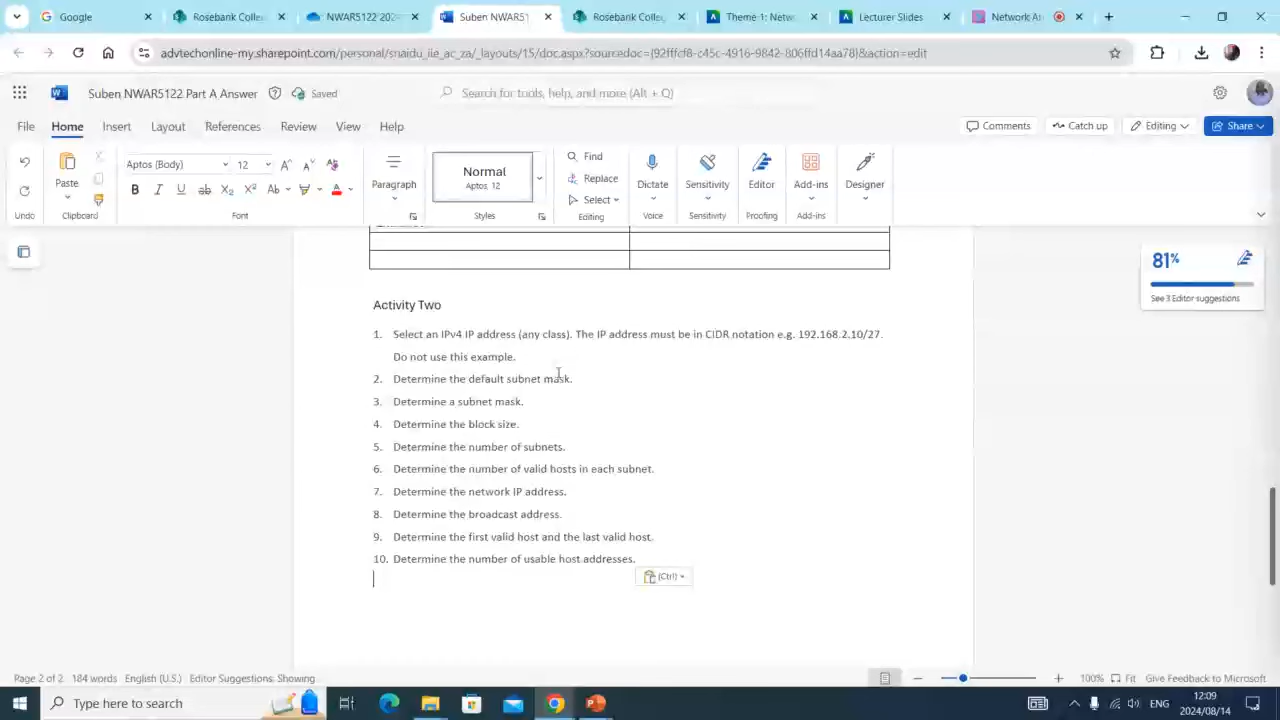 Google
Rosebank Colle
NWAR5122 202
Suben NWAR51
Rosebank Colle
Theme 1: Netw
Lecturer Slides
Network A
advtechonline-my.sharepoint.com/personal/snaidu_iie_ac_za/_layouts/15/doc.aspx?sourcedoc={92fffcf8-c45c-4916-9842-806ffd14aa78}&action=edit
Suben NWAR5122 Part A Answer
Saved
Search for tools, help, and more (Alt + Q)
File Home Insert Layout References Review View Help
Comments Catch up Editing Share
Aptos (Body) 12
Paste
Paragraph
Normal
Aptos, 12
Find
Replace
Select
Dictate
Sensitivity
Editor
Add-ins
Designer
Undo Clipboard Font Styles Editing Voice Sensitivity Proofing Add-ins
81%
See 3 Editor suggestions
Activity Two
1. Select an IPv4 IP address (any class). The IP address must be in CIDR notation e.g. 192.168.2.10/27.
Do not use this example.
2. Determine the default subnet mask.
3. Determine a subnet mask.
4. Determine the block size.
5. Determine the number of subnets.
6. Determine the number of valid hosts in each subnet.
7. Determine the network IP address.
8. Determine the broadcast address.
9. Determine the first valid host and the last valid host.
10. Determine the number of usable host addresses.
(Ctrl)
Page 2 of 2 184 words English (U.S.) Editor Suggestions: Showing
100% Fit Give Feedback to Microsoft
Type here to search
ENG
12:09
2024/08/14